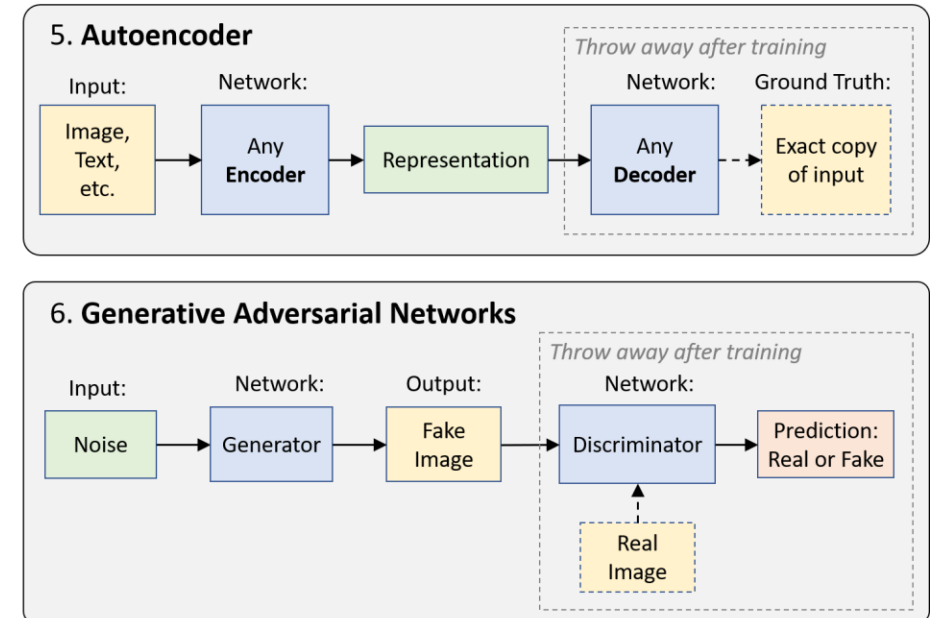 5. Autoencoder
Throw away after training
Input:
Network:
Network:
Ground Truth:
Image,
Text,
etc.
Any
Encoder
Representation
Any
Decoder
Exact copy
of input
6. Generative Adversarial Networks
Throw away after training
Input:
Network:
Output:
Network:
Noise
Generator
Fake
Image
Discriminator
Prediction:
Real or Fake
Real
Image